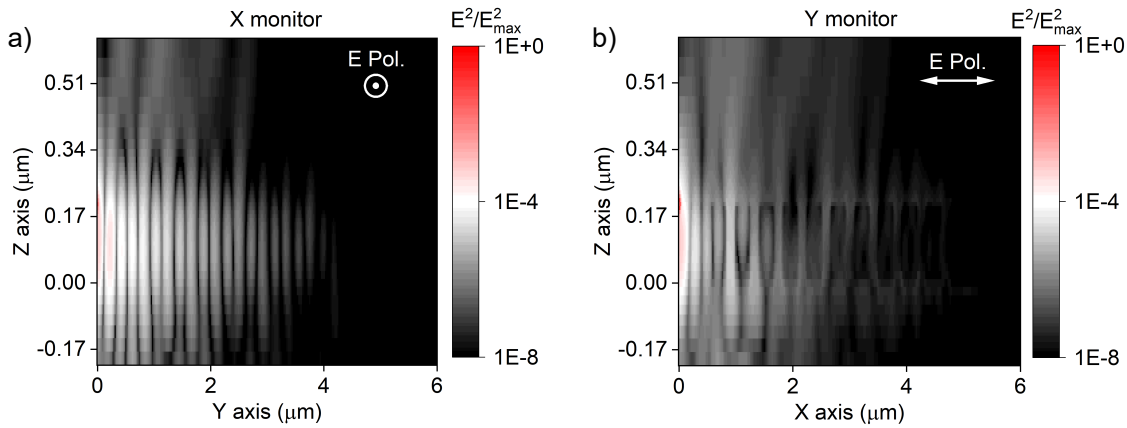 a)
X monitor
E²/E²max
E Pol.
1E+0
1E-4
1E-8
0.51
0.34
0.17
0.00
-0.17
Z axis (μm)
0
2
4
6
Y axis (μm)
b)
Y monitor
E²/E²max
E Pol.
1E+0
1E-4
1E-8
0.51
0.34
0.17
0.00
-0.17
Z axis (μm)
0
2
4
6
X axis (μm)